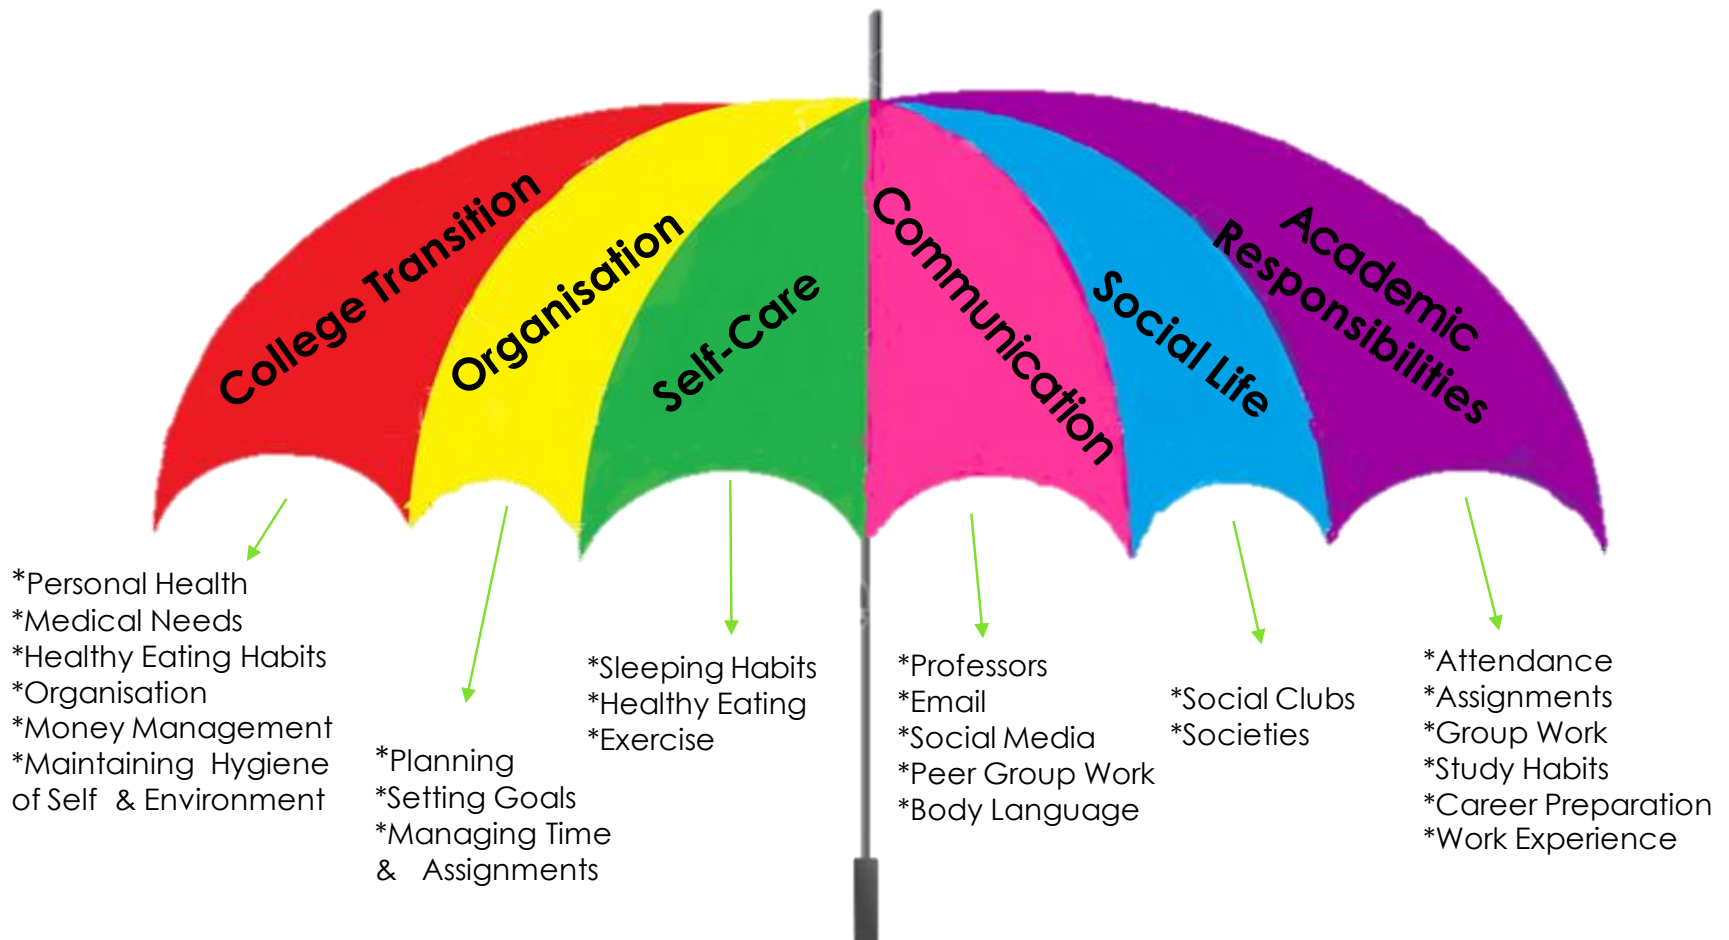 College Transition
Organisation
Self-Care
Communication
Social Life
Academic
Responsibilities
*Personal Health
*Medical Needs
*Healthy Eating Habits
*Organisation
*Money Management
*Maintaining Hygiene
of Self & Environment
*Planning
*Setting Goals
*Managing Time
& Assignments
*Sleeping Habits
*Healthy Eating
*Exercise
*Professors
*Email
*Social Media
*Peer Group Work
*Body Language
*Social Clubs
*Societies
*Attendance
*Assignments
*Group Work
*Study Habits
*Career Preparation
*Work Experience